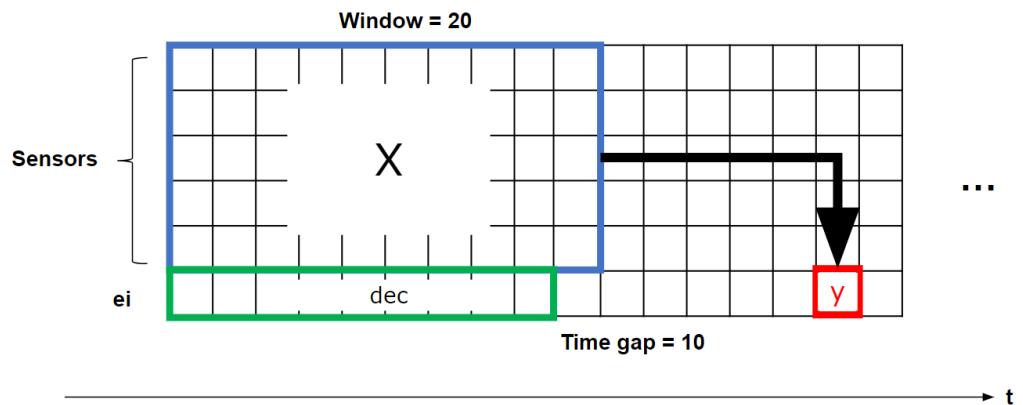 Window = 20
Sensors
X
...
ei
dec
y
Time gap = 10
t